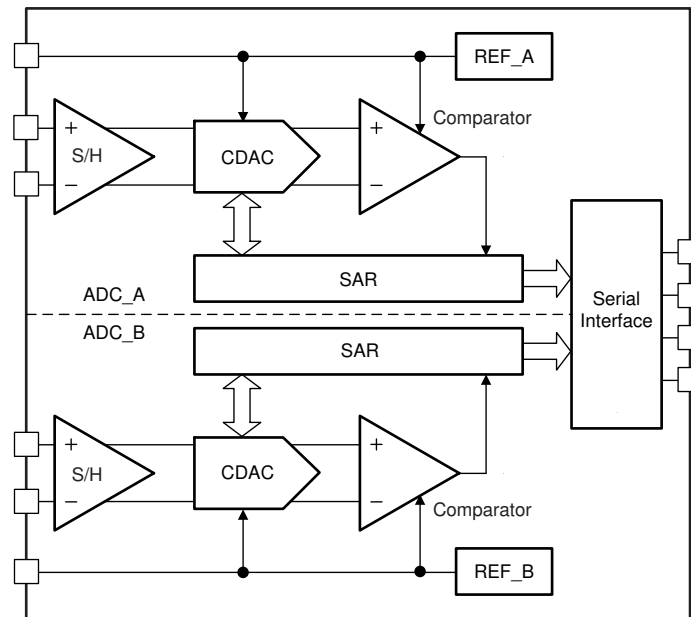 REF_A
Comparator
+
+
S/H
CDAC
−
−
SAR
ADC_A
Serial
Interface
ADC_B
SAR
+
+
S/H
CDAC
−
−
Comparator
REF_B